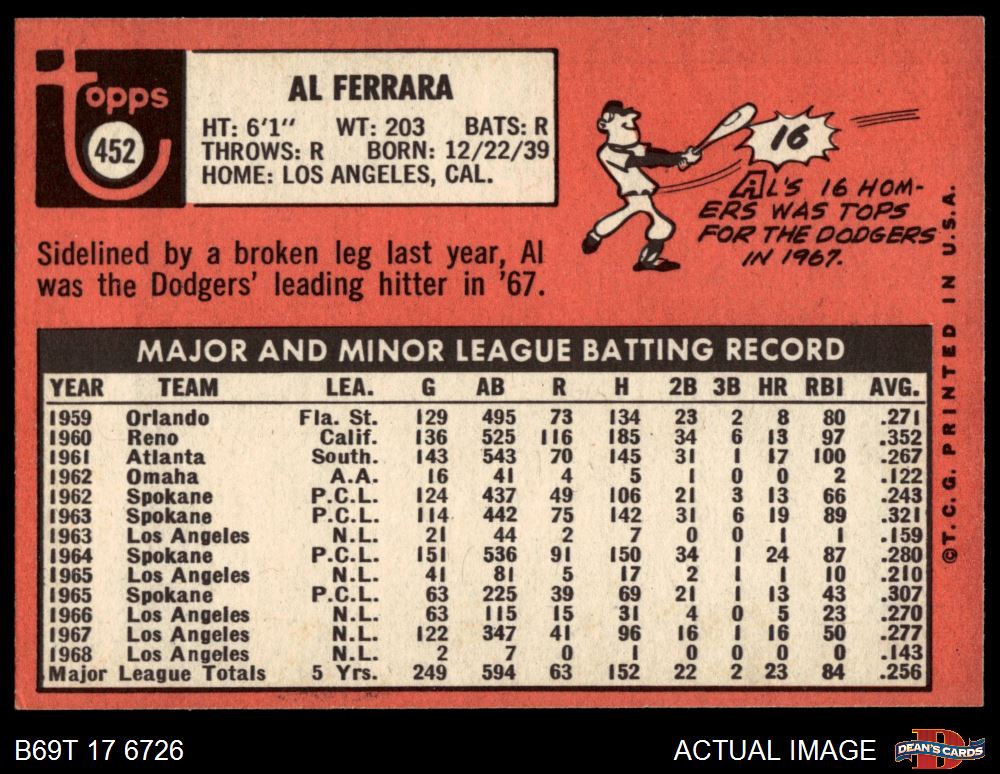 topps
452
AL FERRARA
HT: 6'1" WT: 203 BATS: R
THROWS: R BORN: 12/22/39
HOME: LOS ANGELES, CAL.
Sidelined by a broken leg last year, Al
was the Dodgers' leading hitter in '67.
16
AL'S 16 HOM-
ERS WAS TOPS
FOR THE DODGERS
IN 1967.
MAJOR AND MINOR LEAGUE BATTING RECORD
YEAR TEAM LEA. G AB R H 2B 3B HR RBI AVG.
1959 Orlando Fla. St. 129 495 73 134 23 2 8 80 .271
1960 Reno Calif. 136 525 116 185 34 6 13 97 .352
1961 Atlanta South. 143 543 70 145 31 1 17 100 .267
1962 Omaha A.A. 16 41 4 5 1 0 0 2 .122
1962 Spokane P.C.L. 124 437 49 106 21 3 13 66 .243
1963 Spokane P.C.L. 114 442 75 142 31 6 19 89 .321
1963 Los Angeles N.L. 21 44 2 7 0 0 1 1 .159
1964 Spokane P.C.L. 151 536 91 150 34 1 24 87 .280
1965 Los Angeles N.L. 41 81 5 17 2 1 1 10 .210
1965 Spokane P.C.L. 63 225 39 69 21 1 13 43 .307
1966 Los Angeles N.L. 63 115 15 31 4 0 5 23 .270
1967 Los Angeles N.L. 122 347 41 96 16 1 16 50 .277
1968 Los Angeles N.L. 2 7 0 1 0 0 0 0 .143
Major League Totals 5 Yrs. 249 594 63 152 22 2 23 84 .256
©T.C.G. PRINTED IN U.S.A.
B69T 17 6726
ACTUAL IMAGE
D
DEAN'S CARDS